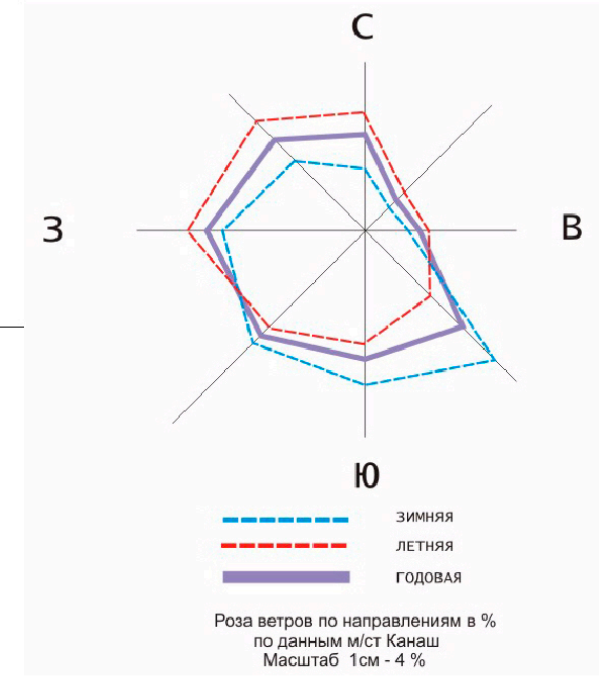 С
З
В
Ю
ЗИМНЯЯ
ЛЕТНЯЯ
ГОДОВАЯ
Роза ветров по направлениям в %
по данным м/ст Канаш
Масштаб 1см - 4 %